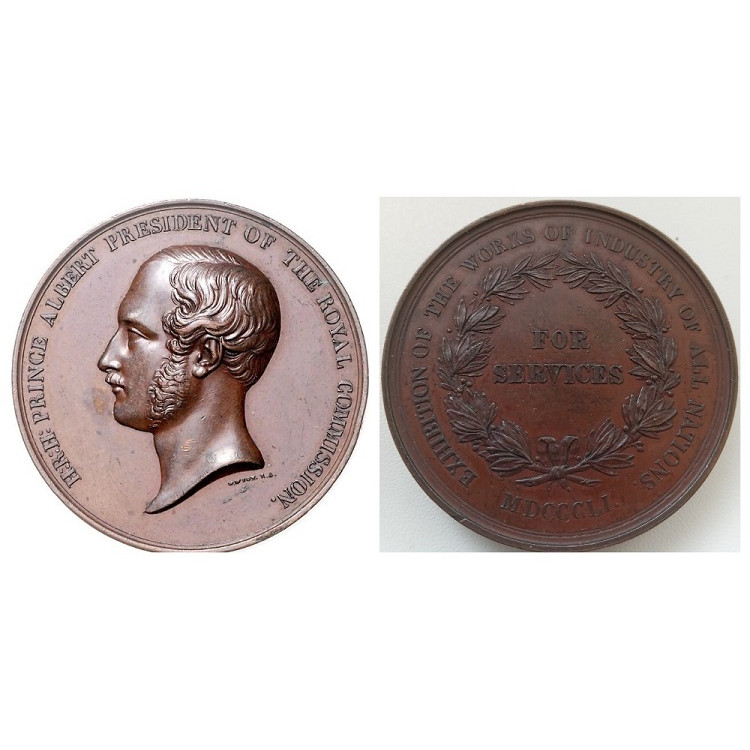 H.R.H. PRINCE ALBERT PRESIDENT OF THE ROYAL COMMISSION.
W. WYON. R.A.
EXHIBITION OF THE WORKS OF INDUSTRY OF ALL NATIONS.
FOR
SERVICES
MDCCCLI.